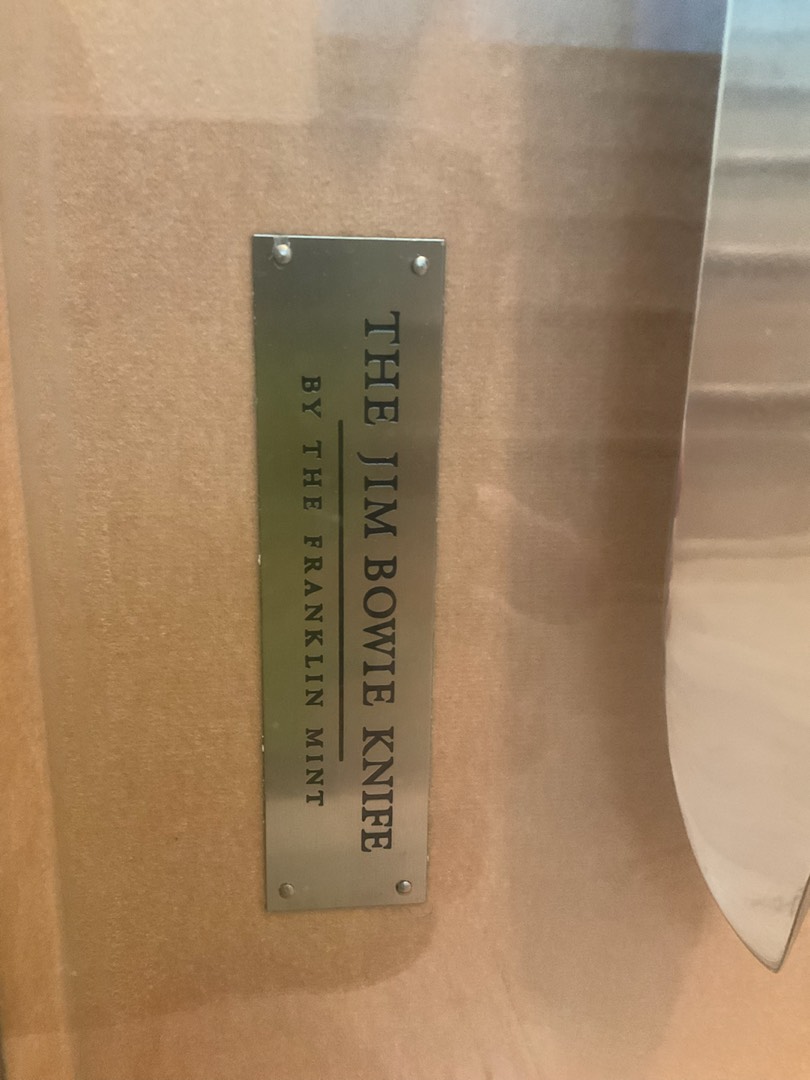 THE JIM BOWIE KNIFE
BY THE FRANKLIN MINT